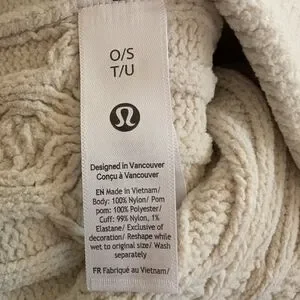 O/S
T/U
Designed in Vancouver
Conçu à Vancouver
EN Made in Vietnam/
Body: 100% Nylon/ Pom
pom: 100% Polyester/
Cuff: 99% Nylon, 1%
Elastane/ Exclusive of
decoration/ Reshape while
wet to original size/ Wash
separately
FR Fabriqué au Vietnam/